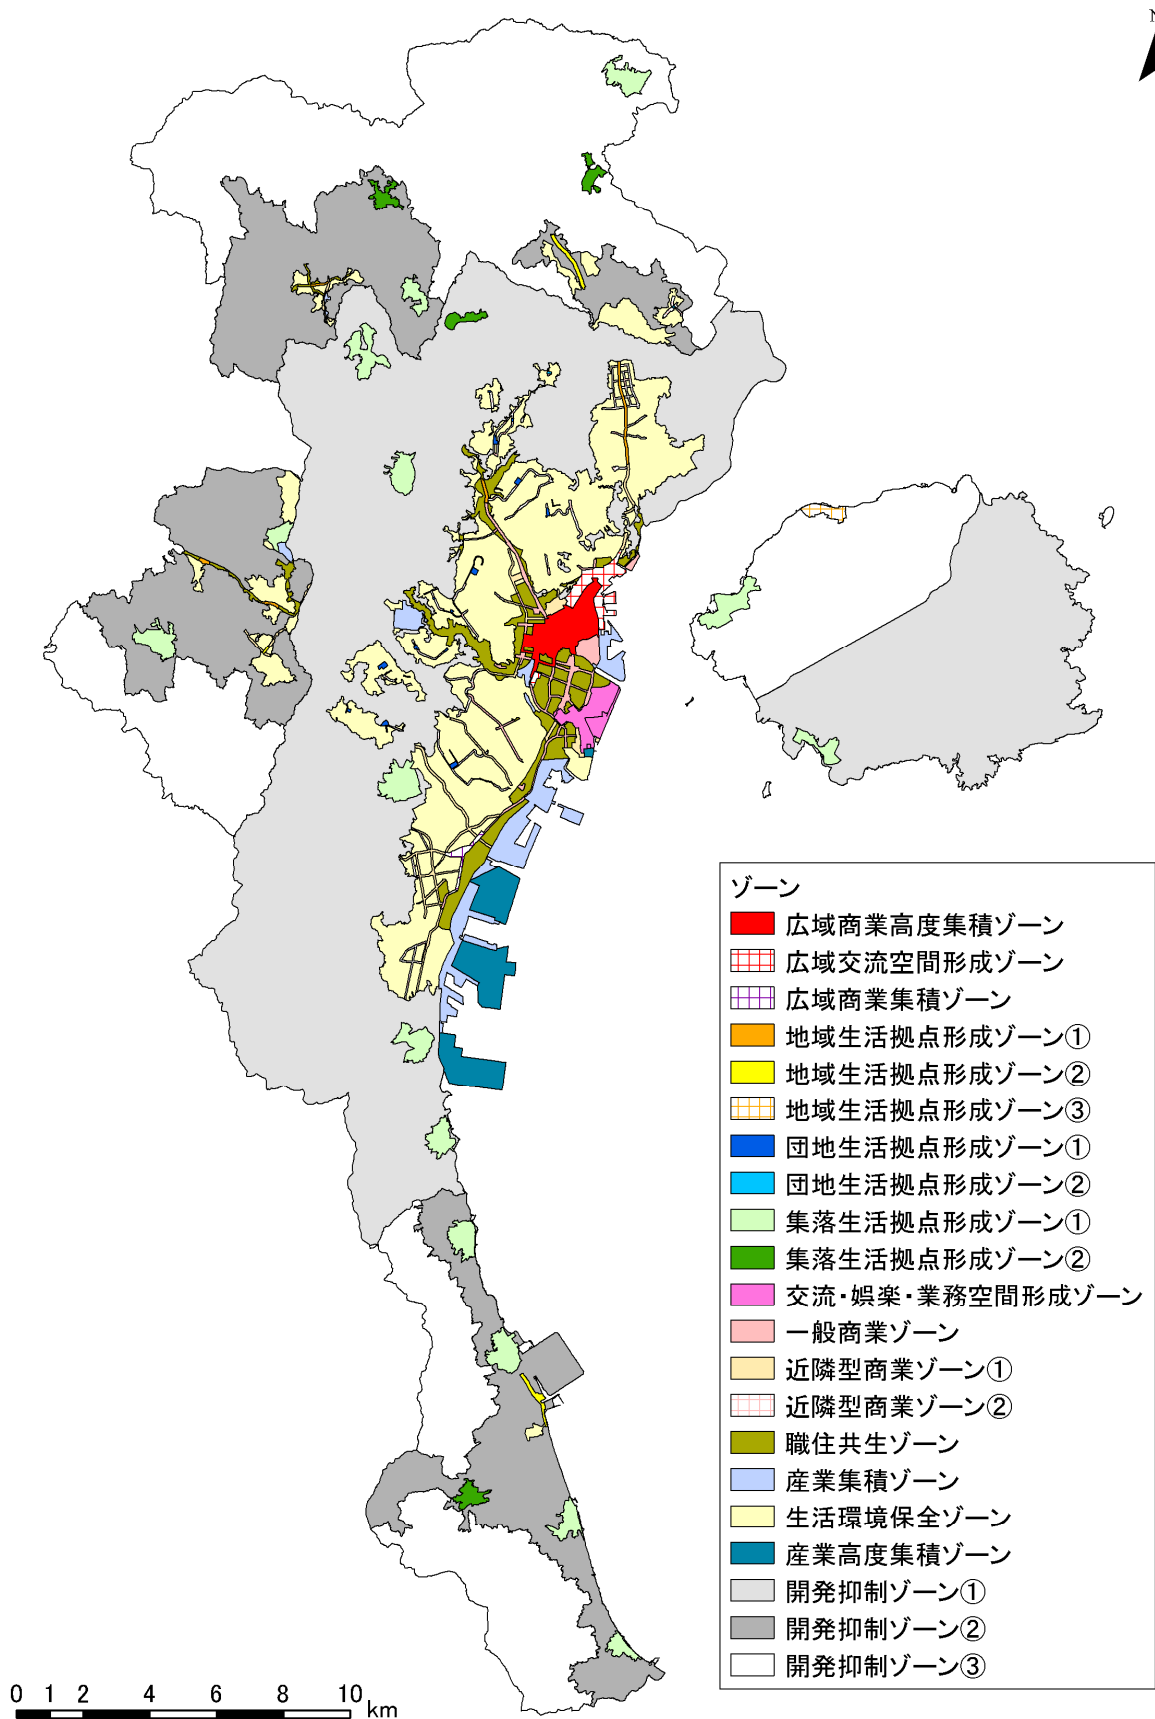 N
ゾーン
広域商業高度集積ゾーン
広域交流空間形成ゾーン
広域商業集積ゾーン
地域生活拠点形成ゾーン①
地域生活拠点形成ゾーン②
地域生活拠点形成ゾーン③
団地生活拠点形成ゾーン①
団地生活拠点形成ゾーン②
集落生活拠点形成ゾーン①
集落生活拠点形成ゾーン②
交流・娯楽・業務空間形成ゾーン
一般商業ゾーン
近隣型商業ゾーン①
近隣型商業ゾーン②
職住共生ゾーン
産業集積ゾーン
生活環境保全ゾーン
産業高度集積ゾーン
開発抑制ゾーン①
開発抑制ゾーン②
開発抑制ゾーン③
0 1 2 4 6 8 10 km